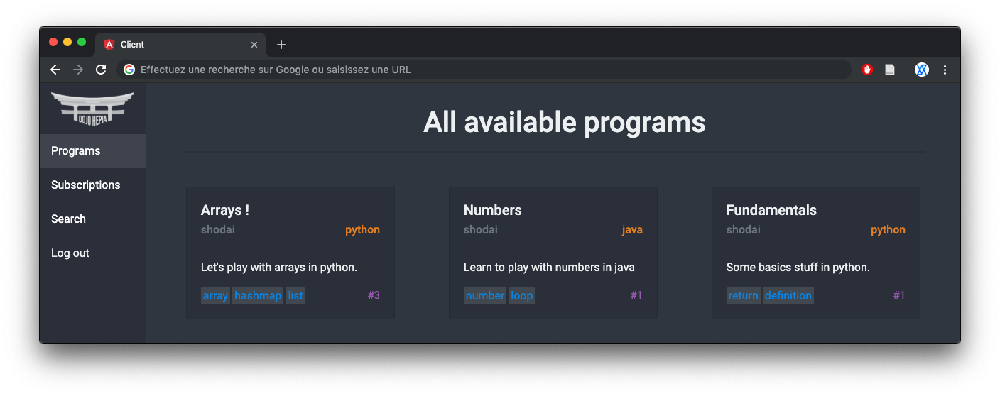 Client
Effectuez une recherche sur Google ou saisissez une URL
DOJO HEPIA
Programs
Subscriptions
Search
Log out
All available programs
Arrays !
shodai python
Let's play with arrays in python.
array hashmap list #3
Numbers
shodai java
Learn to play with numbers in java
number loop #1
Fundamentals
shodai python
Some basics stuff in python.
return definition #1